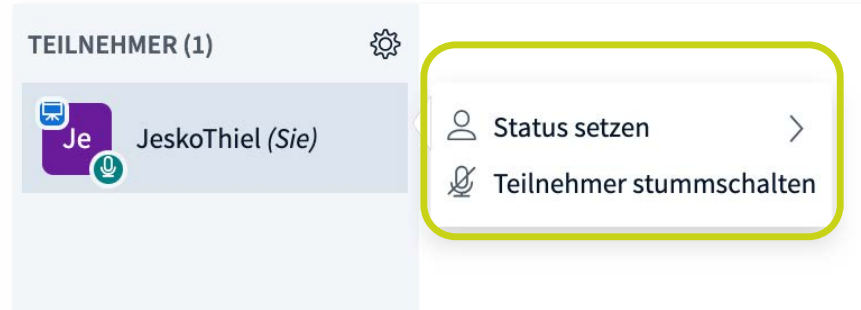 TEILNEHMER (1)
Je
JeskoThiel (Sie)
Status setzen
Teilnehmer stummschalten